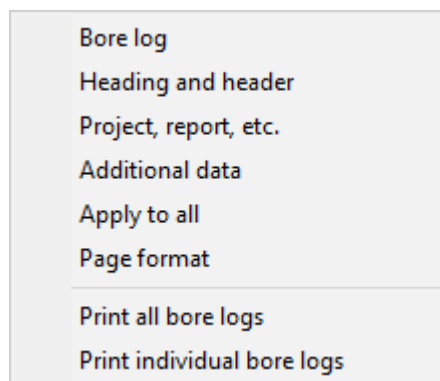 Bore log
Heading and header
Project, report, etc.
Additional data
Apply to all
Page format
Print all bore logs
Print individual bore logs